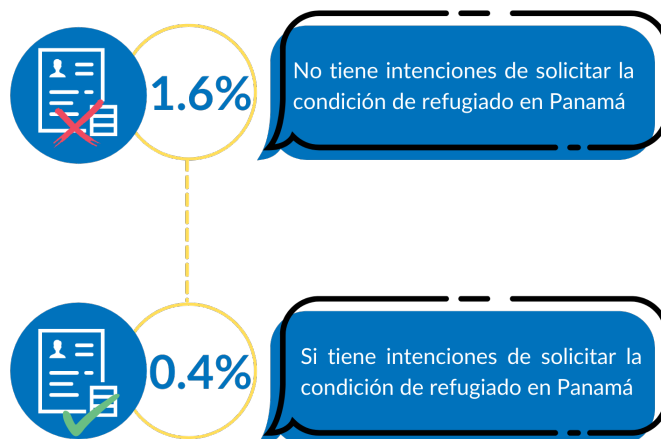 1.6%
No tiene intenciones de solicitar la
condición de refugiado en Panamá
0.4%
Si tiene intenciones de solicitar la
condición de refugiado en Panamá